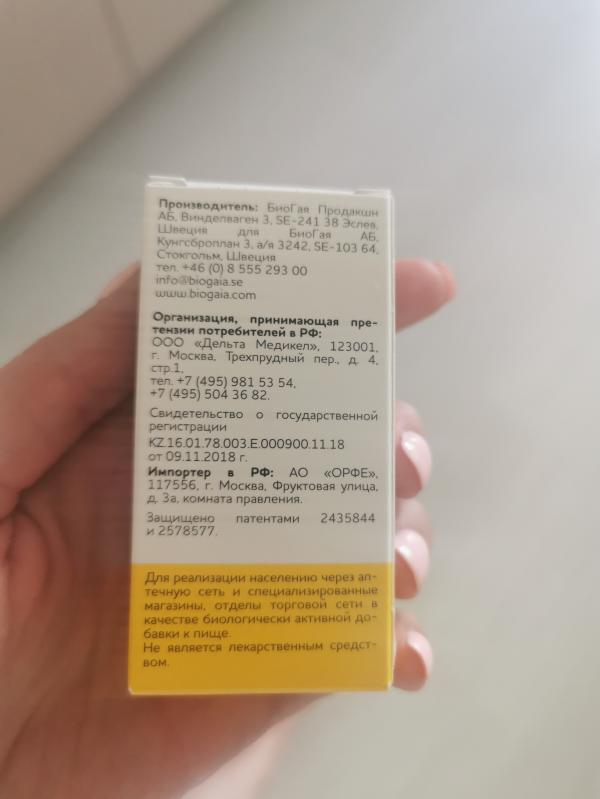 Производитель: БиоГая Продакшн
АБ, Винделваген 3, SE-241 38 Эслев,
Швеция для БиоГая АБ,
Кунгсброплан 3, а/я 3242, SE-103 64,
Стокгольм, Швеция
тел. +46 (0) 8 555 293 00
info@biogaia.se
www.biogaia.com
Организация, принимающая пре-
тензии потребителей в РФ:
ООО «Дельта Медикел», 123001,
г. Москва, Трехпрудный пер., д. 4,
стр.1,
тел. +7 (495) 981 53 54,
+7 (495) 504 36 82.
Свидетельство о государственной
регистрации
KZ.16.01.78.003.E.000900.11.18
от 09.11.2018 г.
Импортер в РФ: АО «ОРФЕ»,
117556, г. Москва, Фруктовая улица,
д. 3а, комната правления.
Защищено патентами 2435844
и 2578577.
Для реализации населению через ап-
течную сеть и специализированные
магазины, отделы торговой сети в
качестве биологически активной до-
бавки к пище.
Не является лекарственным средст-
вом.